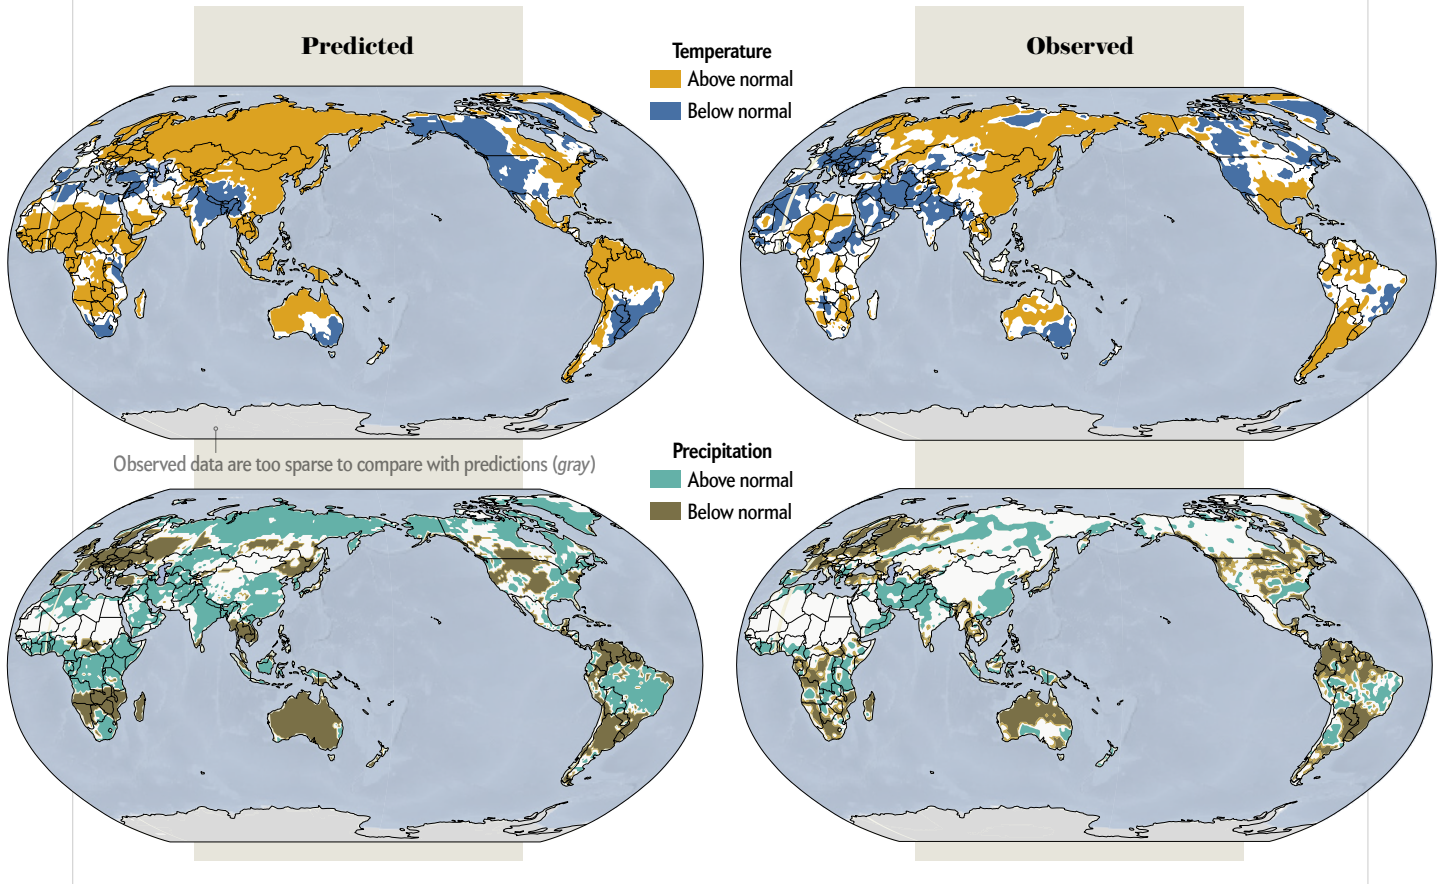 Predicted
Temperature
Above normal
Below normal
Observed
Observed data are too sparse to compare with predictions (gray)
Precipitation
Above normal
Below normal